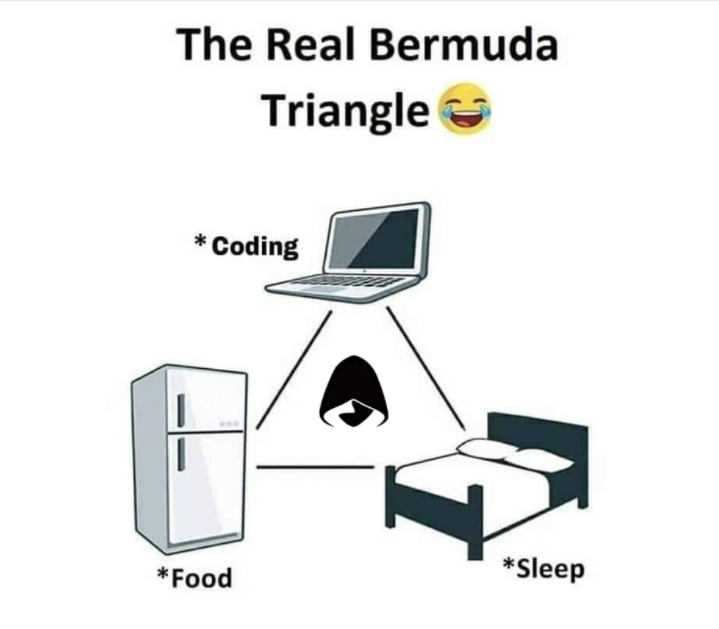 The Real Bermuda
Triangle😂
*Coding
*Food
*Sleep